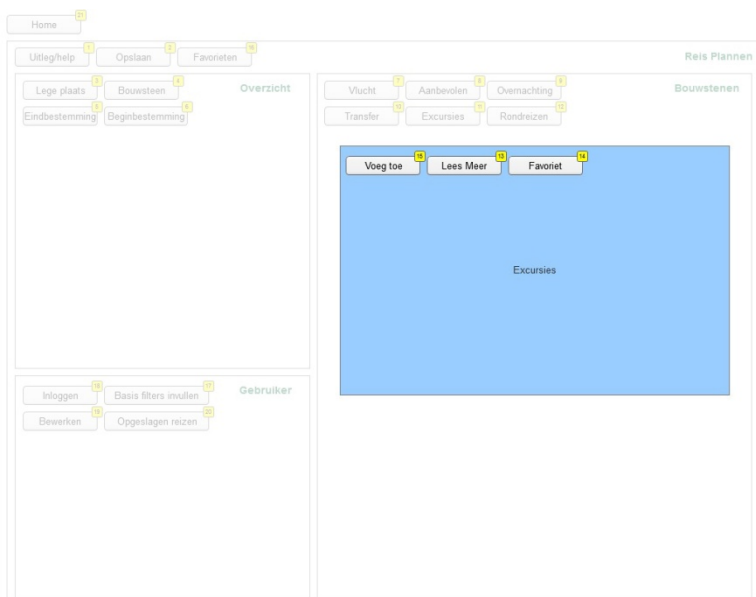 Home 21
Uitleg/help 1 Opslaan 2 Favorieten 16 Reis Plannen
Lege plaats 3 Bouwsteen 4 Overzicht
Eindbestemming 5 Beginbestemming 6
Vlucht 7 Aanbevolen 8 Overnachting 9 Bouwstenen
Transfer 10 Excursies 11 Rondreizen 12
Voeg toe 15 Lees Meer 13 Favoriet 14
Excursies
Inloggen 18 Basis filters invullen 17 Gebruiker
Bewerken 19 Opgeslagen reizen 20